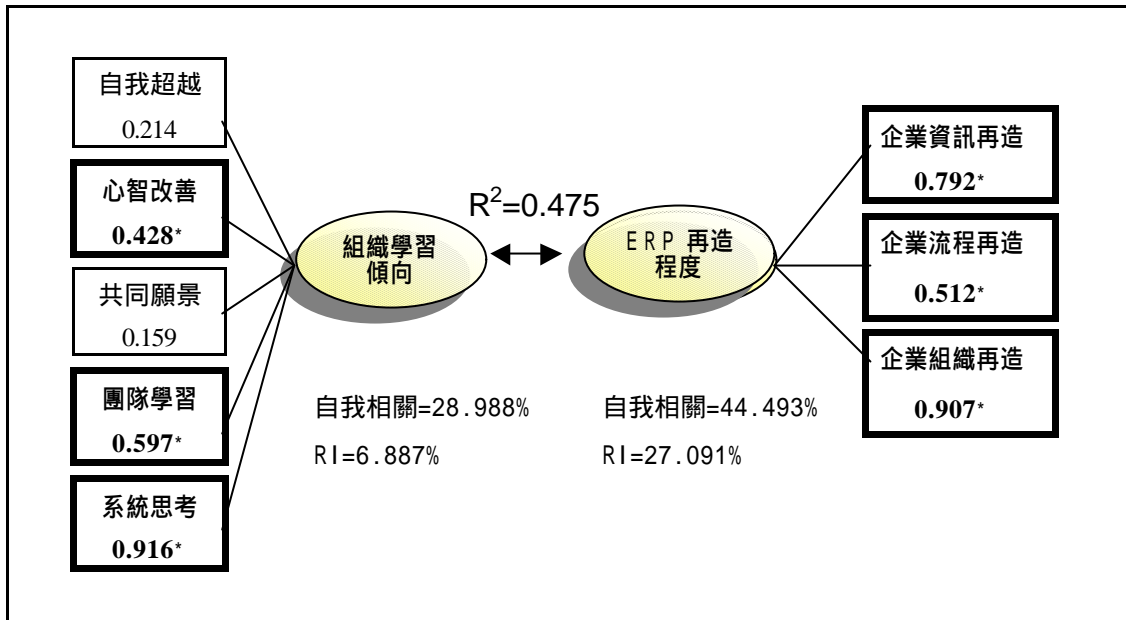 自我超越
0.214
心智改善
0.428*
共同願景
0.159
團隊學習
0.597*
系統思考
0.916*
組織學習
傾向
自我相關=28.988%
RI=6.887%
R²=0.475
ERP 再造
程度
自我相關=44.493%
RI=27.091%
企業資訊再造
0.792*
企業流程再造
0.512*
企業組織再造
0.907*